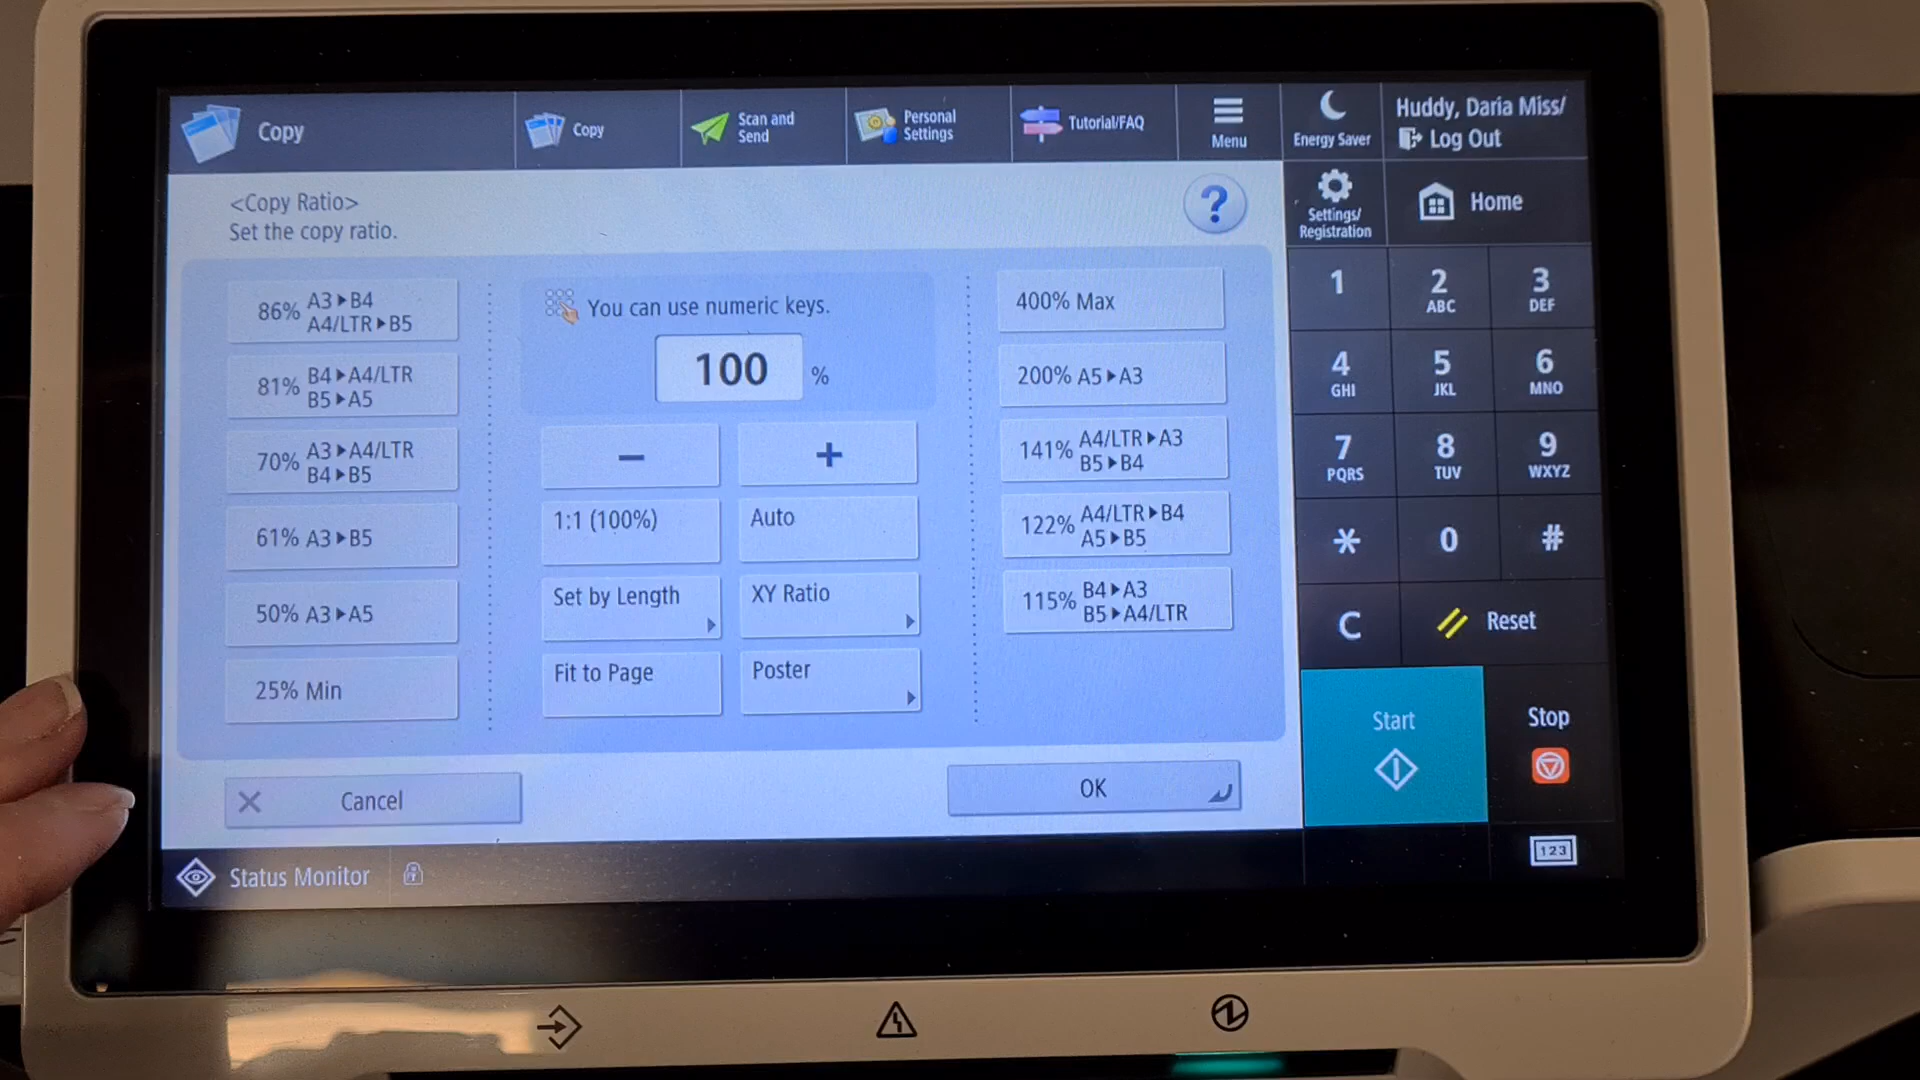 Copy
Copy
Scan and
Send
Personal
Settings
Tutorial/FAQ
Menu
Energy Saver
Huddy, Daria Miss/
Log Out
<Copy Ratio>
Set the copy ratio.
?
Settings/
Registration
Home
86% A3▸B4
A4/LTR▸B5
81% B4▸A4/LTR
B5▸A5
70% A3▸A4/LTR
B4▸B5
61% A3▸B5
50% A3▸A5
25% Min
You can use numeric keys.
100 %
− +
1:1 (100%)
Auto
Set by Length
XY Ratio
Fit to Page
Poster
400% Max
200% A5▸A3
141% A4/LTR▸A3
B5▸B4
122% A4/LTR▸B4
A5▸B5
115% B4▸A3
B5▸A4/LTR
Cancel
OK
1
2
ABC
3
DEF
4
GHI
5
JKL
6
MNO
7
PQRS
8
TUV
9
WXYZ
*
0
#
C
Reset
Start
Stop
123
Status Monitor